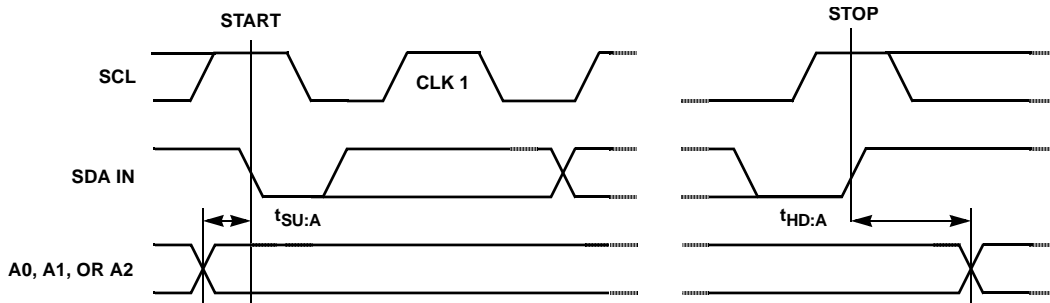 START
STOP
SCL
CLK 1
SDA IN
tSU:A
tHD:A
A0, A1, OR A2